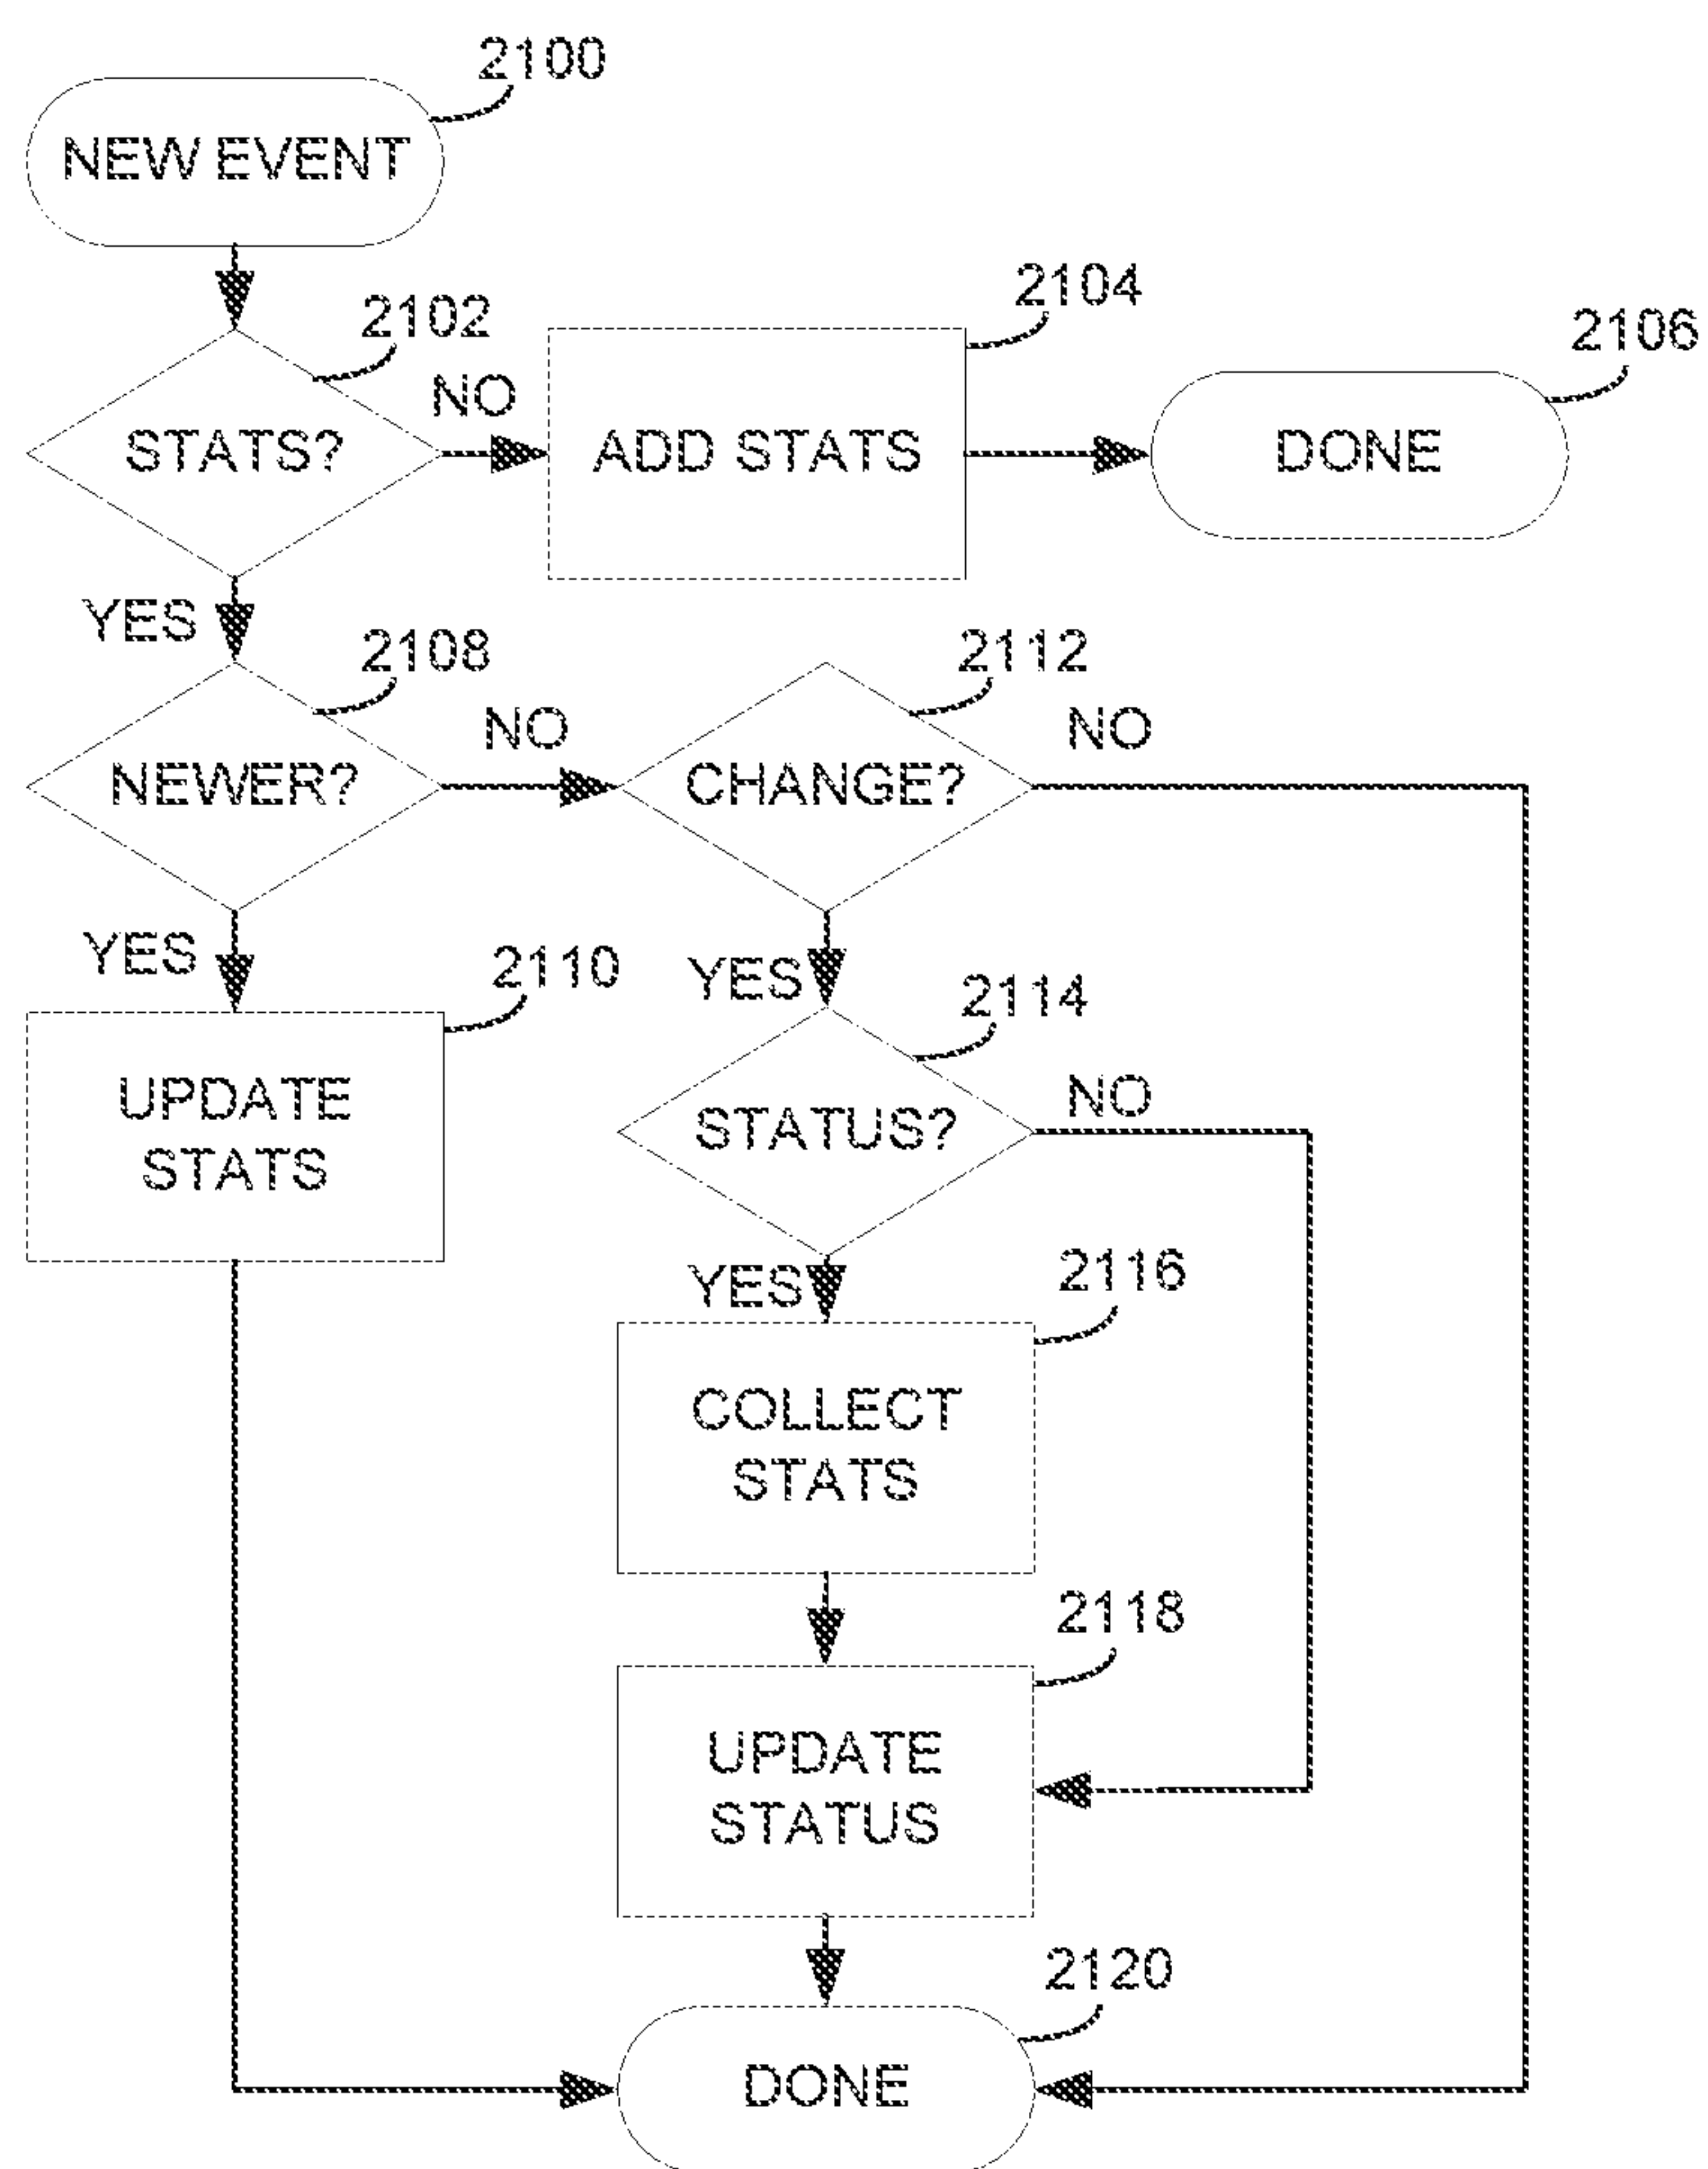 2100
NEW EVENT
2102
STATS?
NO
2104
ADD STATS
2106
DONE
YES
2108
NEWER?
NO
2112
CHANGE?
NO
YES
2110
UPDATE
STATS
YES
2114
STATUS?
NO
YES
2116
COLLECT
STATS
2118
UPDATE
STATUS
2120
DONE